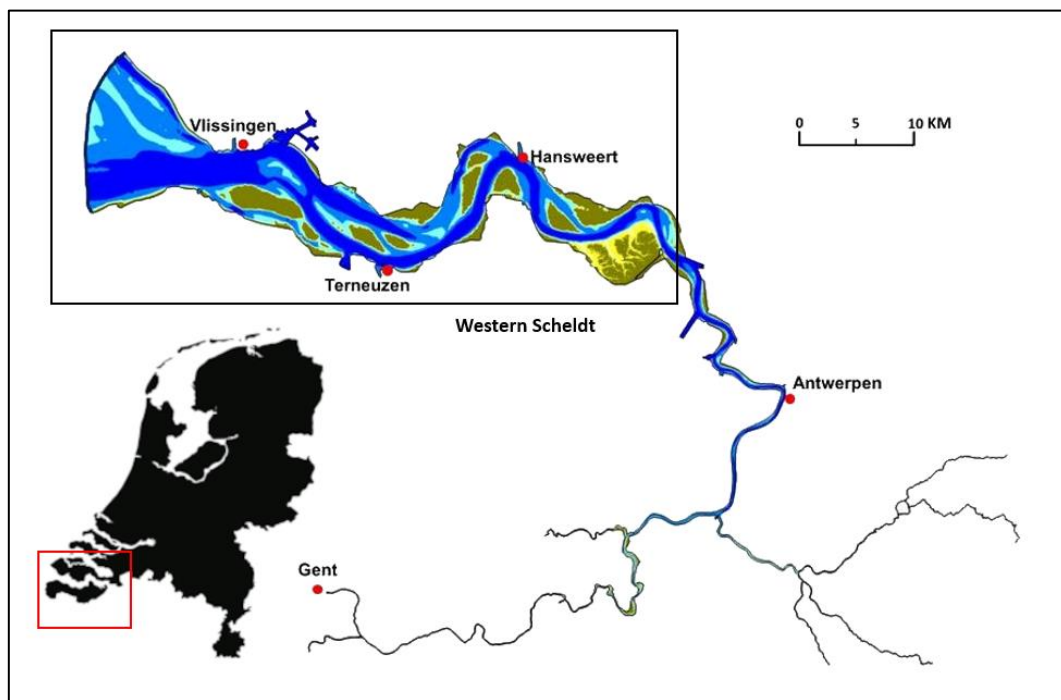 Vlissingen
Hansweert
0 5 10 KM
Terneuzen
Western Scheldt
Antwerpen
Gent